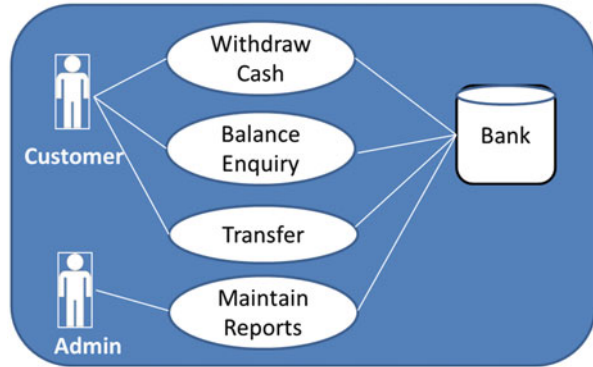 Withdraw
Cash
Customer
Balance
Enquiry
Bank
Transfer
Admin
Maintain
Reports